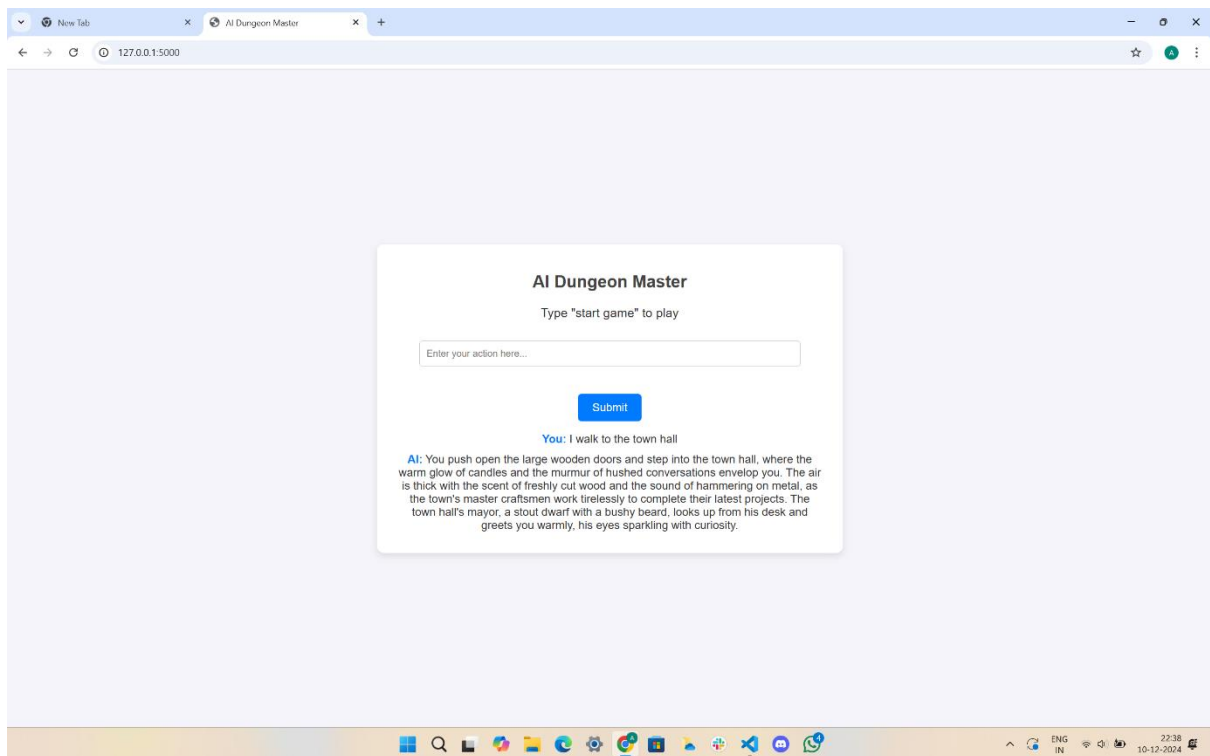 New Tab
AI Dungeon Master
127.0.0.1:5000
A
AI Dungeon Master
Type "start game" to play
Enter your action here...
Submit
You: I walk to the town hall
AI: You push open the large wooden doors and step into the town hall, where the
warm glow of candles and the murmur of hushed conversations envelop you. The air
is thick with the scent of freshly cut wood and the sound of hammering on metal, as
the town's master craftsmen work tirelessly to complete their latest projects. The
town hall's mayor, a stout dwarf with a bushy beard, looks up from his desk and
greets you warmly, his eyes sparkling with curiosity.
A
4
ENG
IN
22:38
10-12-2024